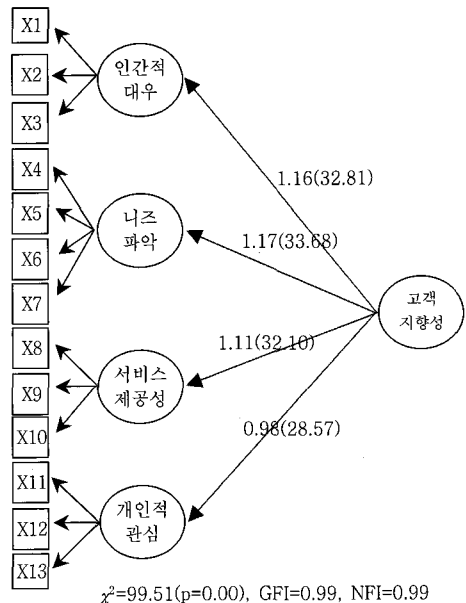 X1
X2
X3
X4
X5
X6
X7
X8
X9
X10
X11
X12
X13
인간적
대우
니즈
파악
서비스
제공성
개인적
관심
1.16(32.81)
1.17(33.68)
1.11(32.10)
0.98(28.57)
고객
지향성
χ²=99.51(p=0.00), GFI=0.99, NFI=0.99